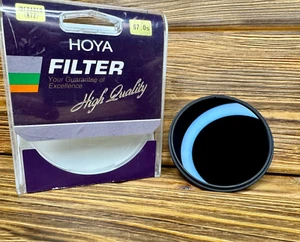 HOYA
FILTER
Your Guarantee of
Excellence
High Quality